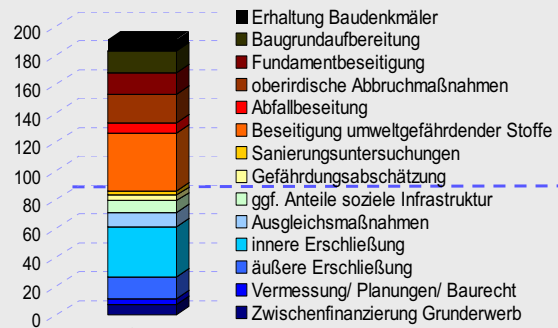 200
180
160
140
120
100
80
60
40
20
0
Erhaltung Baudenkmäler
Baugrundaufbereitung
Fundamentbeseitigung
oberirdische Abbruchmaßnahmen
Abfallbeseitung
Beseitigung umweltgefährdender Stoffe
Sanierungsuntersuchungen
Gefährdungsabschätzung
ggf. Anteile soziale Infrastruktur
Ausgleichsmaßnahmen
innere Erschließung
äußere Erschließung
Vermessung/ Planungen/ Baurecht
Zwischenfinanzierung Grunderwerb